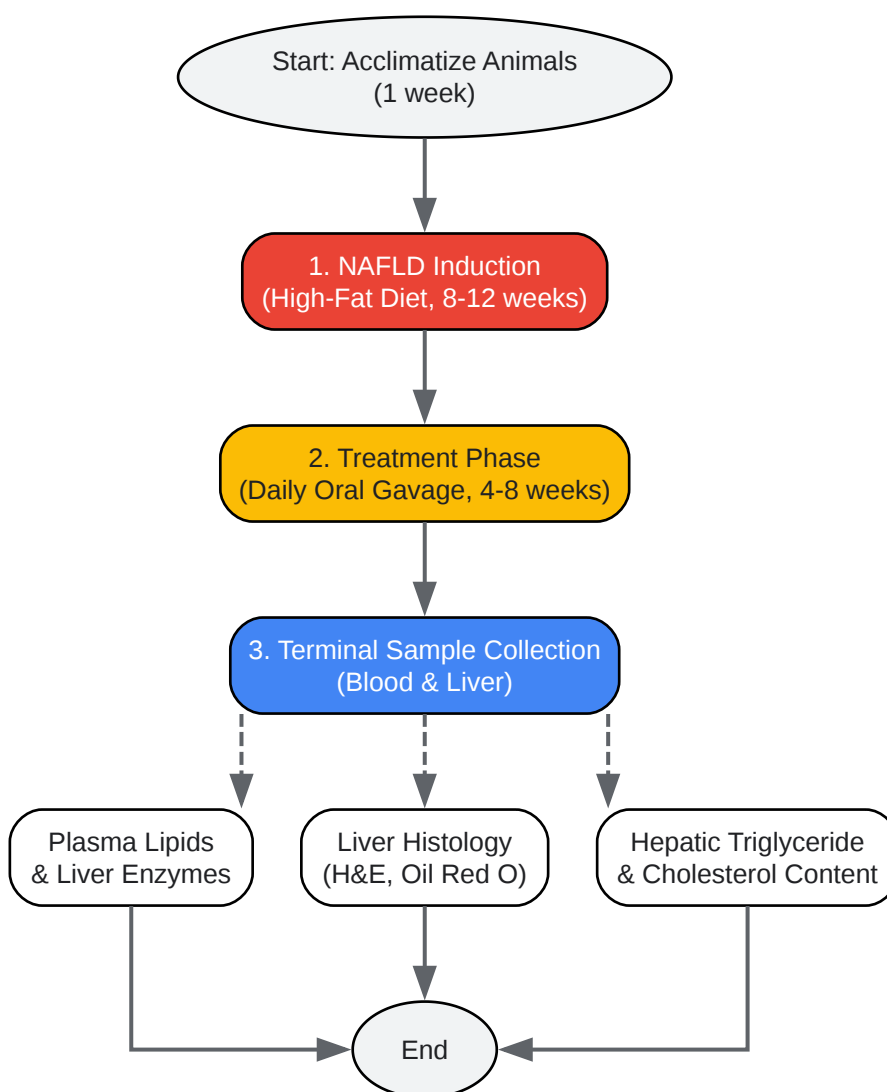 Start: Acclimatize Animals
(1 week)
1. NAFLD Induction
(High-Fat Diet, 8-12 weeks)
2. Treatment Phase
(Daily Oral Gavage, 4-8 weeks)
3. Terminal Sample Collection
(Blood & Liver)
Plasma Lipids
& Liver Enzymes
Liver Histology
(H&E, Oil Red O)
Hepatic Triglyceride
& Cholesterol Content
End